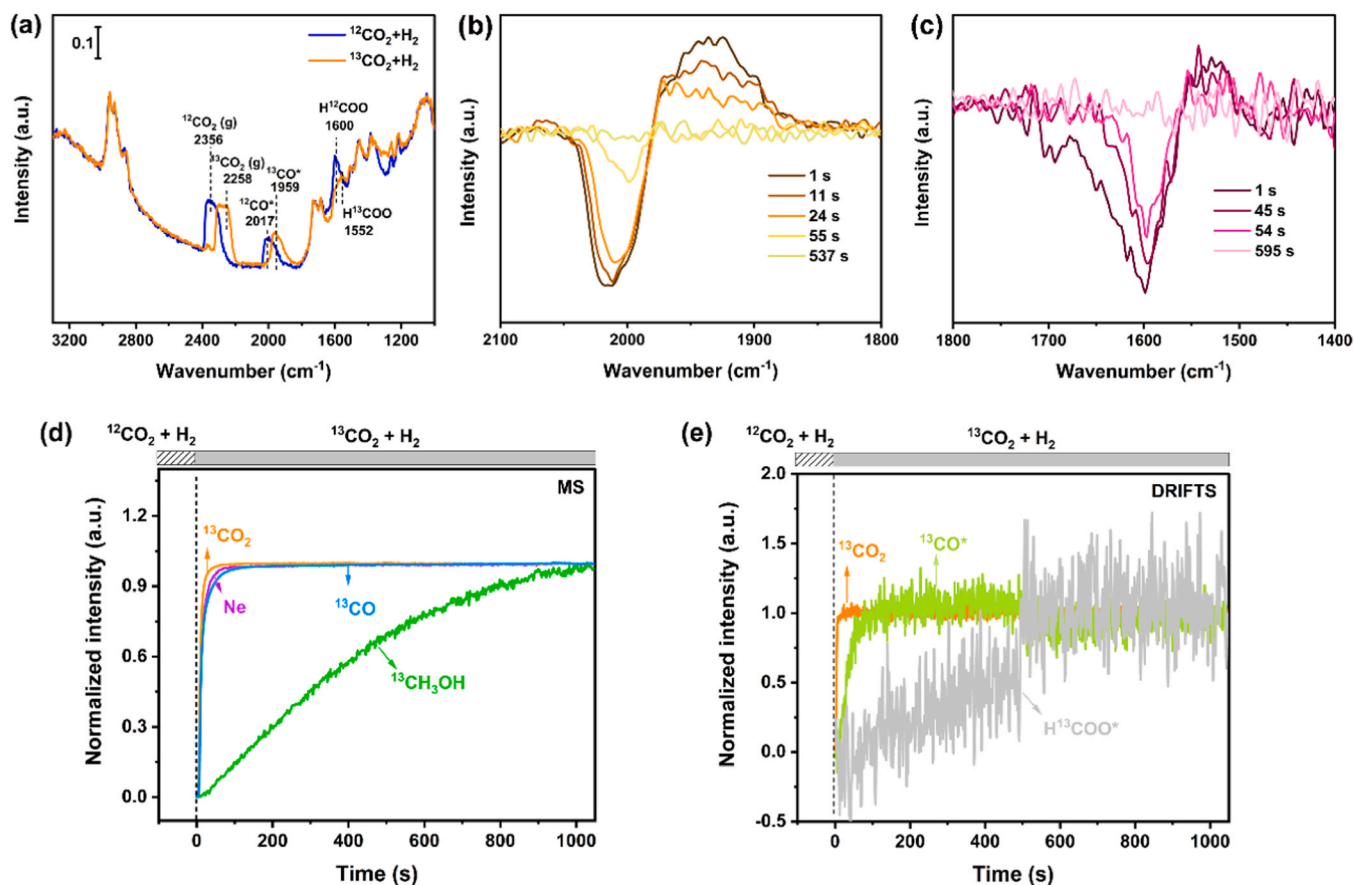 (a)
0.1
¹²CO₂+H₂
¹³CO₂+H₂
¹²CO₂ (g)
2356
¹³CO₂ (g)
2258
¹³CO*
1959
¹²CO*
2017
H¹²COO
1600
H¹³COO
1552
Intensity (a.u.)
3200 2800 2400 2000 1600 1200
Wavenumber (cm⁻¹)
(b)
Intensity (a.u.)
1 s
11 s
24 s
55 s
537 s
2100 2000 1900 1800
Wavenumber (cm⁻¹)
(c)
Intensity (a.u.)
1 s
45 s
54 s
595 s
1800 1700 1600 1500 1400
Wavenumber (cm⁻¹)
(d)
¹²CO₂ + H₂ ¹³CO₂ + H₂
MS
Normalized intensity (a.u.)
1.2
0.9
0.6
0.3
0.0
¹³CO₂
Ne
¹³CO
¹³CH₃OH
0 200 400 600 800 1000
Time (s)
(e)
¹²CO₂ + H₂ ¹³CO₂ + H₂
DRIFTS
Normalized intensity (a.u.)
2.0
1.5
1.0
0.5
0.0
-0.5
¹³CO₂
¹³CO*
H¹³COO*
0 200 400 600 800 1000
Time (s)